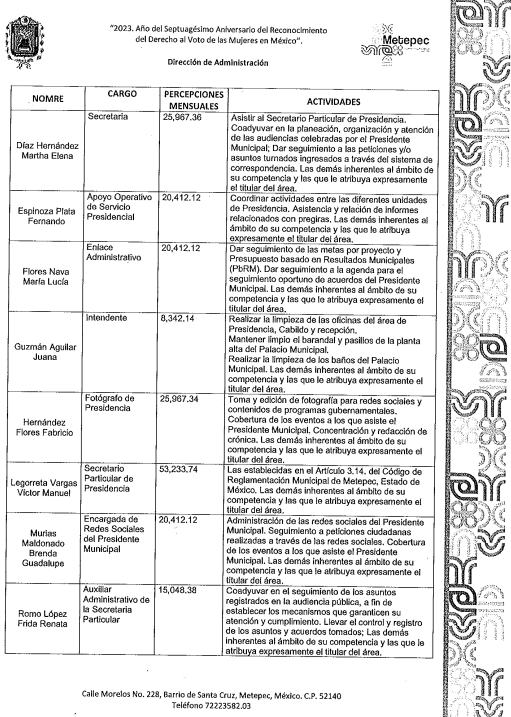 "2023. Año del Septuagésimo Aniversario del Reconocimiento
del Derecho al Voto de las Mujeres en México".
Metepec
Dirección de Administración
NOMBRE
CARGO
PERCEPCIONES
MENSUALES
ACTIVIDADES
Díaz Hernández
Martha Elena
Secretaria
25,967.36
Asistir al Secretario Particular de Presidencia.
Coadyuvar en la planeación, organización y atención
de las audiencias celebradas por el Presidente
Municipal; Dar seguimiento a las peticiones y/o
asuntos turnados ingresados a través del sistema de
correspondencia. Las demás inherentes al ámbito de
su competencia y las que le atribuya expresamente
el titular del área.
Espinoza Plata
Fernando
Apoyo Operativo
de Servicio
Presidencial
20,412.12
Coordinar actividades entre las diferentes unidades
de Presidencia. Asistencia y relación de informes
relacionados con pregiras. Las demás inherentes al
ámbito de su competencia y las que le atribuya
expresamente el titular del área.
Flores Nava
María Lucía
Enlace
Administrativo
20,412.12
Dar seguimiento de las metas por proyecto y
Presupuesto basado en Resultados Municipales
(PbRM). Dar seguimiento a la agenda para el
seguimiento oportuno de acuerdos del Presidente
Municipal. Las demás inherentes al ámbito de su
competencia y las que le atribuya expresamente el
titular del área.
Guzmán Aguilar
Juana
Intendente
8,342.14
Realizar la limpieza de las oficinas del área de
Presidencia, Cabildo y recepción.
Mantener limpio el barandal y pasillos de la planta
alta del Palacio Municipal.
Realizar la limpieza de los baños del Palacio
Municipal. Las demás inherentes al ámbito de su
competencia y las que le atribuya expresamente el
titular del área.
Hernández
Flores Fabricio
Fotógrafo de
Presidencia
25,967.34
Toma y edición de fotografía para redes sociales y
contenidos de programas gubernamentales.
Cobertura de los eventos a los que asiste el
Presidente Municipal. Concentración y redacción de
crónica. Las demás inherentes al ámbito de su
competencia y las que le atribuya expresamente el
titular del área.
Legorreta Vargas
Víctor Manuel
Secretario
Particular de
Presidencia
53,233.74
Las establecidas en el Artículo 3.14. del Código de
Reglamentación Municipal de Metepec, Estado de
México. Las demás inherentes al ámbito de su
competencia y las que le atribuya expresamente el
titular del área.
Murias
Maldonado
Brenda
Guadalupe
Encargada de
Redes Sociales
del Presidente
Municipal
20,412.12
Administración de las redes sociales del Presidente
Municipal. Seguimiento a peticiones ciudadanas
realizadas a través de las redes sociales. Cobertura
de los eventos a los que asiste el Presidente
Municipal. Las demás inherentes al ámbito de su
competencia y las que le atribuya expresamente el
titular del área.
Romo López
Frida Renata
Auxiliar
Administrativo de
la Secretaria
Particular
15,048.38
Coadyuvar en el seguimiento de los asuntos
registrados en la audiencia pública, a fin de
establecer los mecanismos que garanticen su
atención y cumplimiento. Llevar el control y registro
de los asuntos y acuerdos tomados; Las demás
inherentes al ámbito de su competencia y las que le
atribuya expresamente el titular del área.
Calle Morelos No. 228, Barrio de Santa Cruz, Metepec, México. C.P. 52140
Teléfono 72223582.03